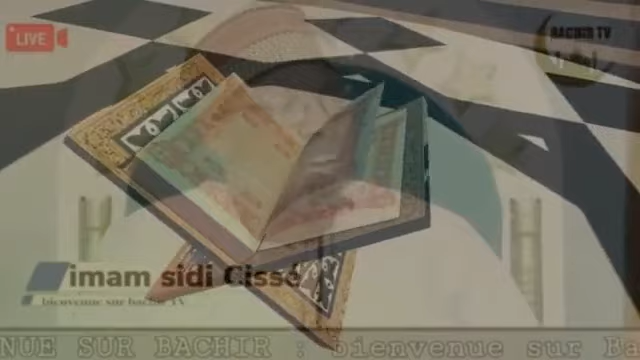 LIVE
BACHIR TV
imam sidi Cissé
bienvenue sur bachir TV
NUE SUR BACHIR : bienvenue sur Ba